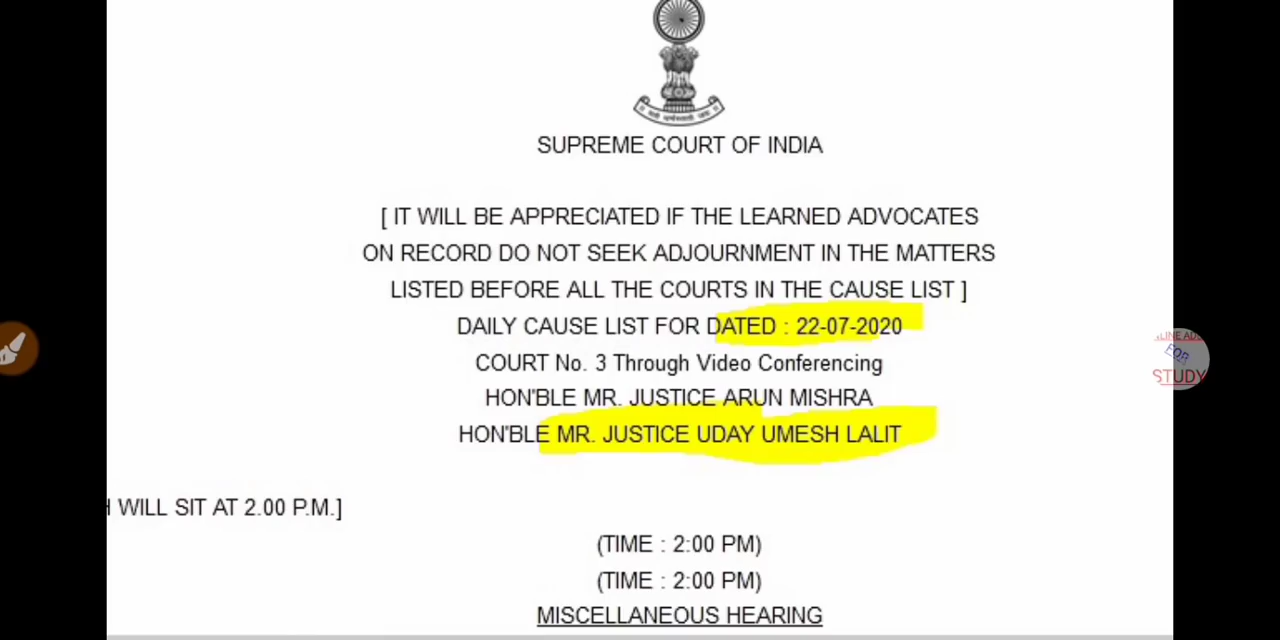 SUPREME COURT OF INDIA
[ IT WILL BE APPRECIATED IF THE LEARNED ADVOCATES
ON RECORD DO NOT SEEK ADJOURNMENT IN THE MATTERS
LISTED BEFORE ALL THE COURTS IN THE CAUSE LIST ]
DAILY CAUSE LIST FOR DATED : 22-07-2020
COURT No. 3 Through Video Conferencing
HON'BLE MR. JUSTICE ARUN MISHRA
HON'BLE MR. JUSTICE UDAY UMESH LALIT
WILL SIT AT 2.00 P.M.]
(TIME : 2:00 PM)
(TIME : 2:00 PM)
MISCELLANEOUS HEARING
FOR
STUDY